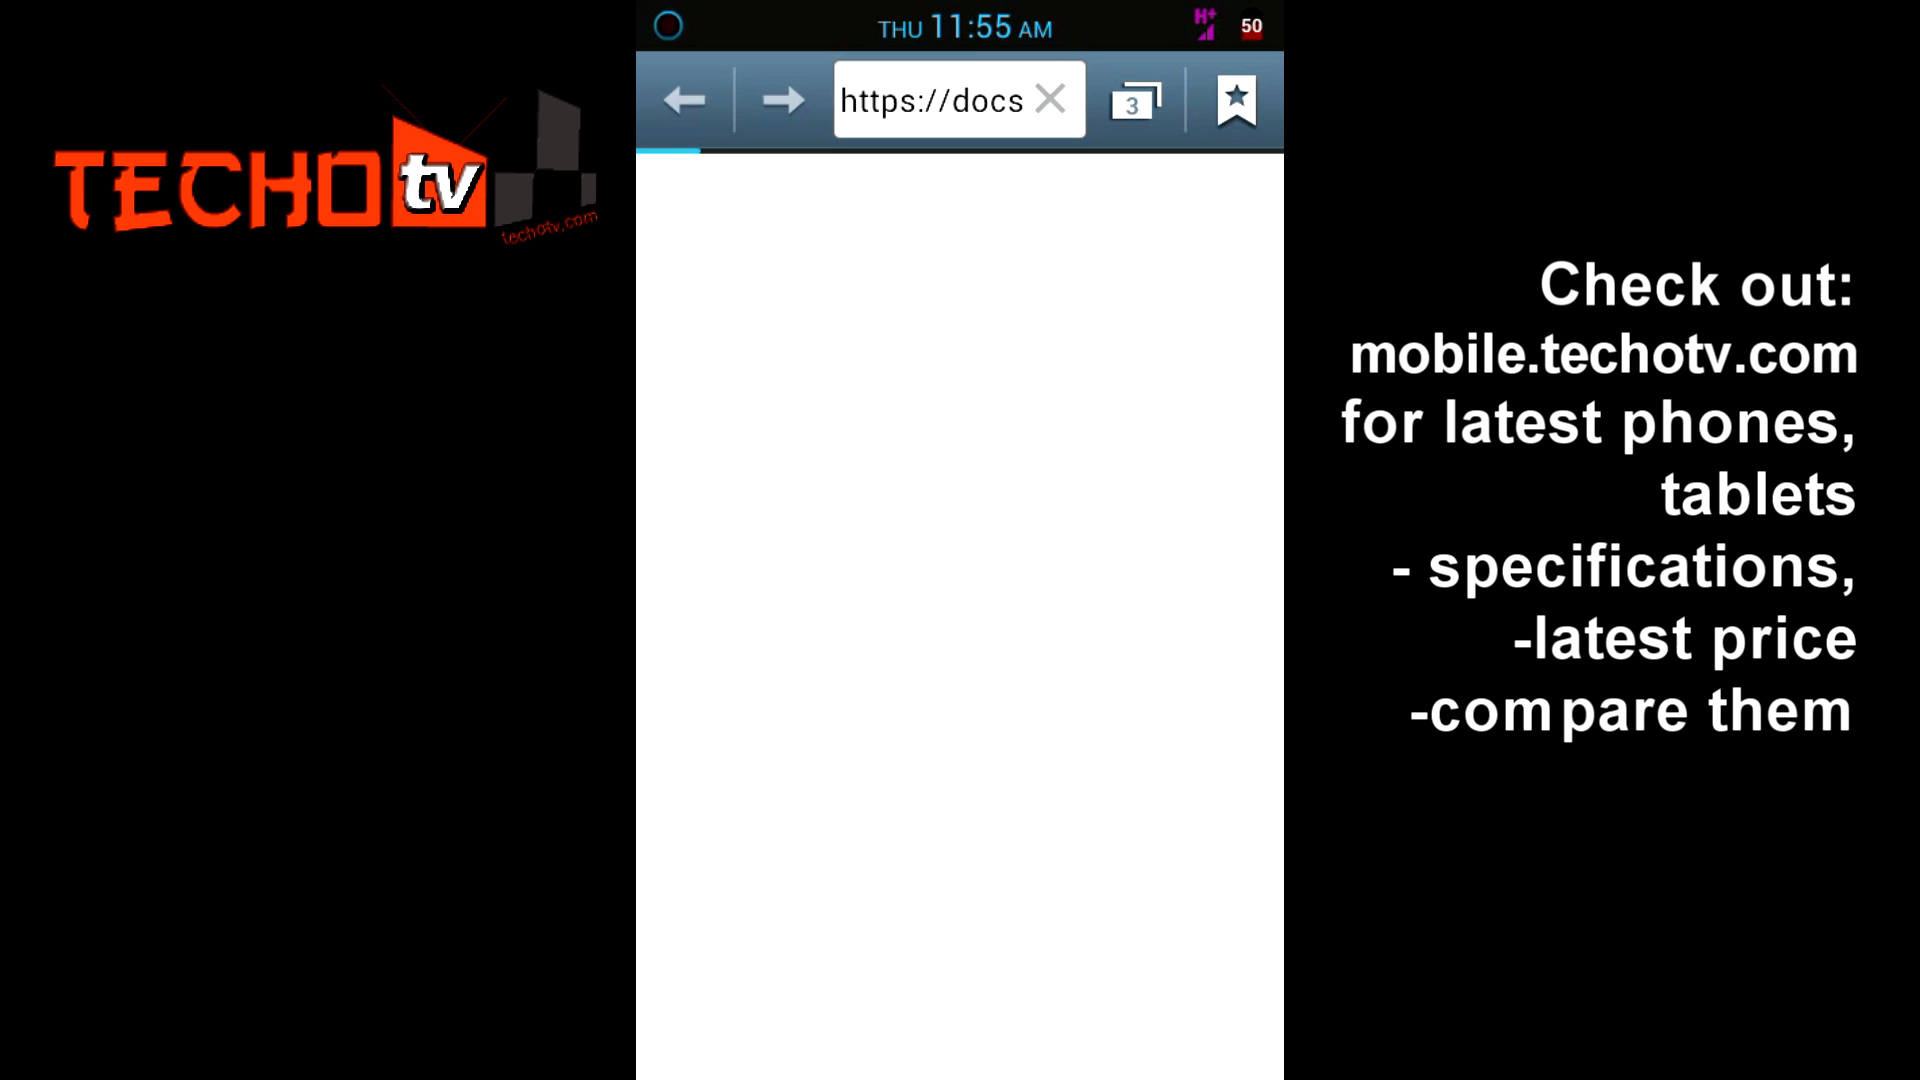 THU 11:55 AM
H+
50
https://docs
3
TECHO tv
techotv.com
Check out:
mobile.techotv.com
for latest phones,
tablets
- specifications,
-latest price
-compare them